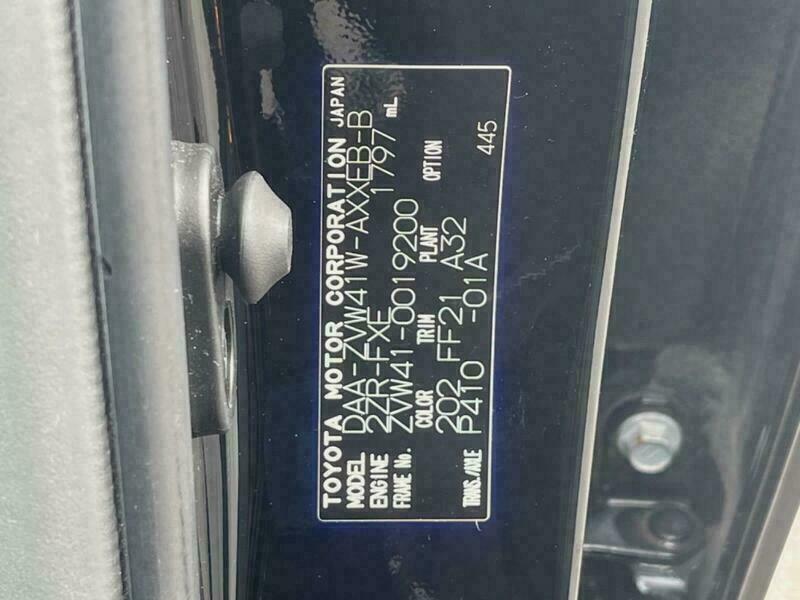 TOYOTA MOTOR CORPORATION JAPAN
MODEL DAA-ZVW41W-AXXEB-B
ENGINE 2ZR-FXE 1797 mL
FRAME No. ZVW41-0019200
COLOR TRIM PLANT OPTION
202 FF21 A32
TRANS./AXLE P410 -01A 445